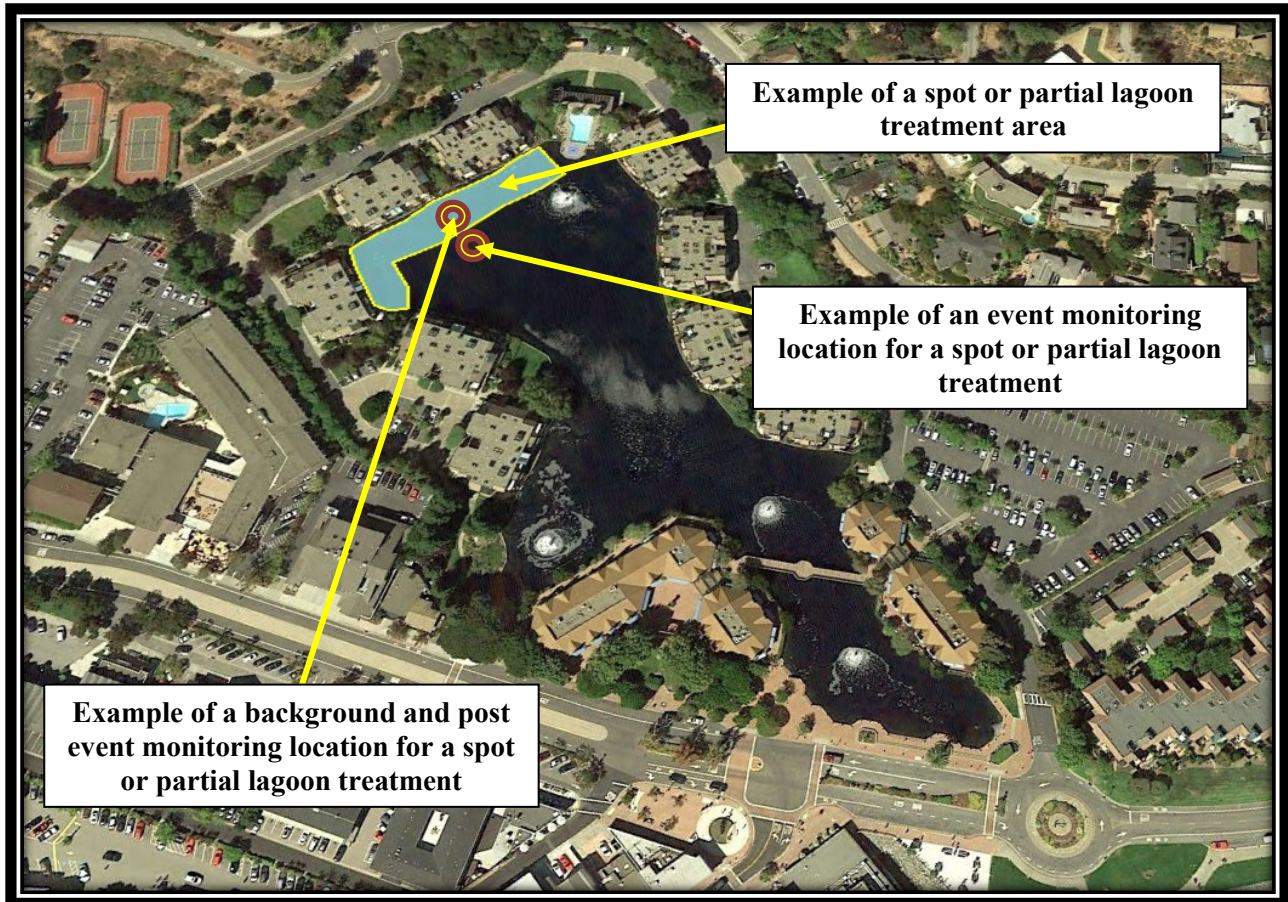 Example of a spot or partial lagoon
treatment area
Example of an event monitoring
location for a spot or partial lagoon
treatment
Example of a background and post
event monitoring location for a spot
or partial lagoon treatment